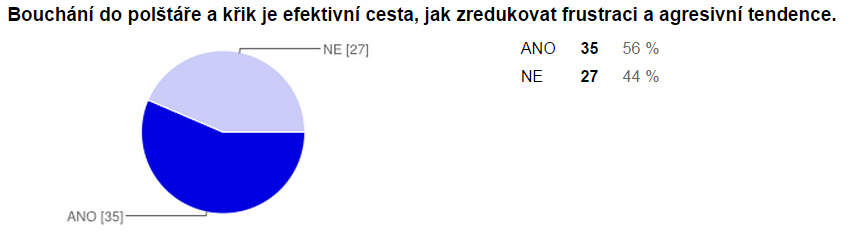 Bouchání do polštáře a křik je efektivní cesta, jak zredukovat frustraci a agresivní tendence.
NE [27]
ANO 35 56 %
NE 27 44 %
ANO [35]